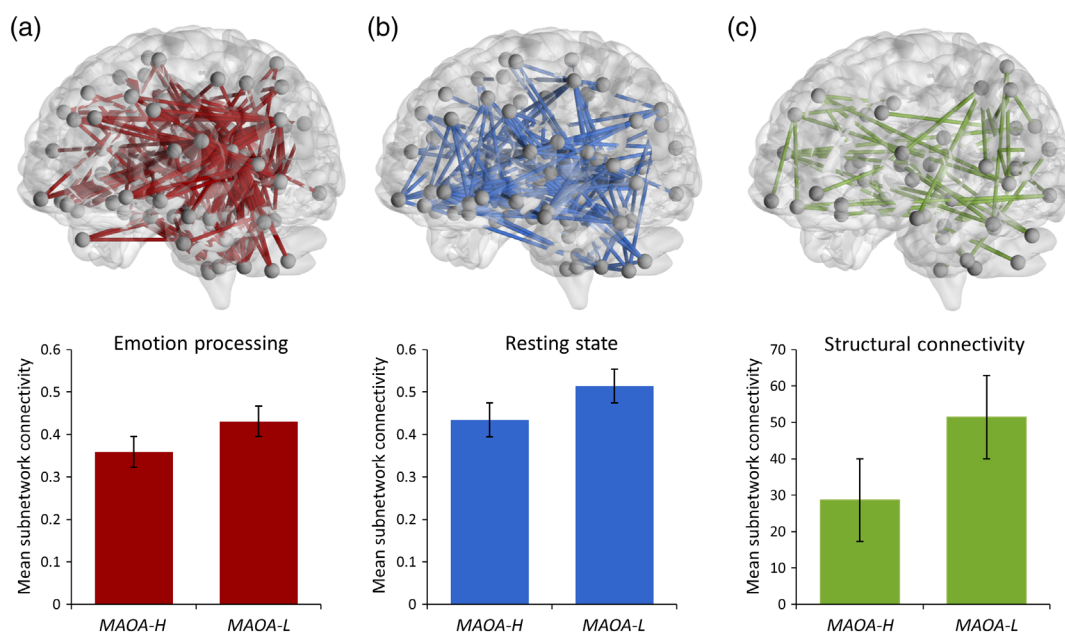 (a)
(b)
(c)
Emotion processing
Mean subnetwork connectivity
0.6
0.5
0.4
0.3
0.2
0.1
0
MAOA-H
MAOA-L
Resting state
Mean subnetwork connectivity
0.6
0.5
0.4
0.3
0.2
0.1
0
MAOA-H
MAOA-L
Structural connectivity
Mean subnetwork connectivity
70
60
50
40
30
20
10
0
MAOA-H
MAOA-L